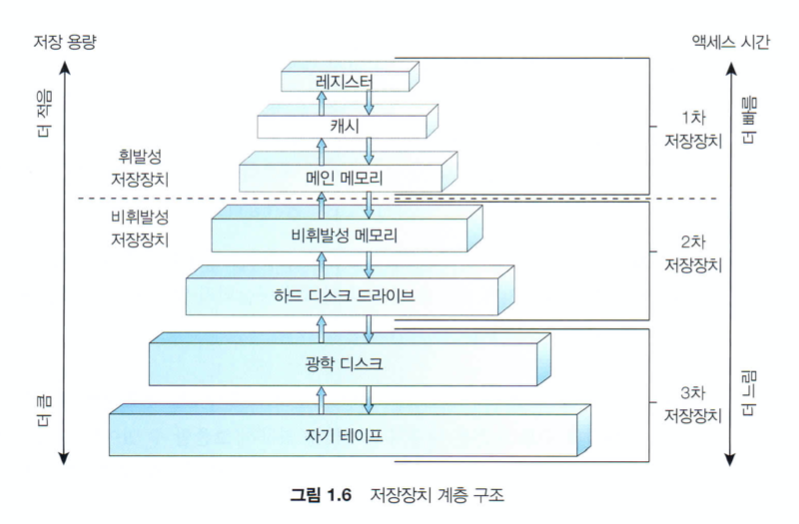 저장 용량
액세스 시간
더 적음
더 빠름
레지스터
캐시
1차
저장장치
휘발성
저장장치
메인 메모리
비휘발성
저장장치
비휘발성 메모리
2차
저장장치
하드 디스크 드라이브
광학 디스크
더 큼
더 느림
3차
저장장치
자기 테이프
그림 1.6 저장장치 계층 구조